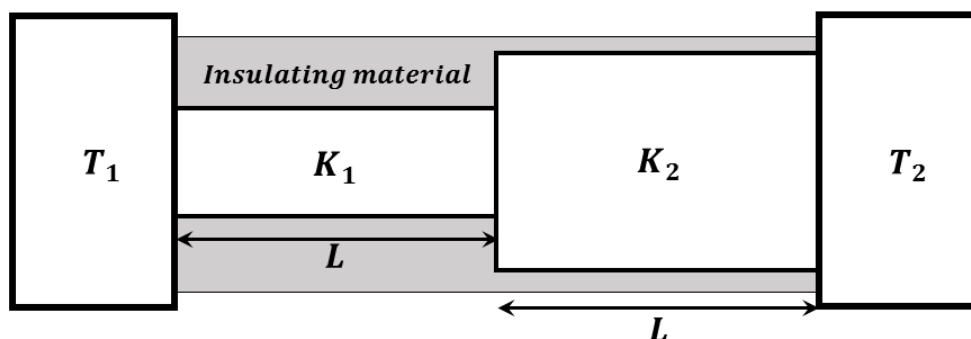 Insulating material
T₁
K₁
K₂
T₂
L
L